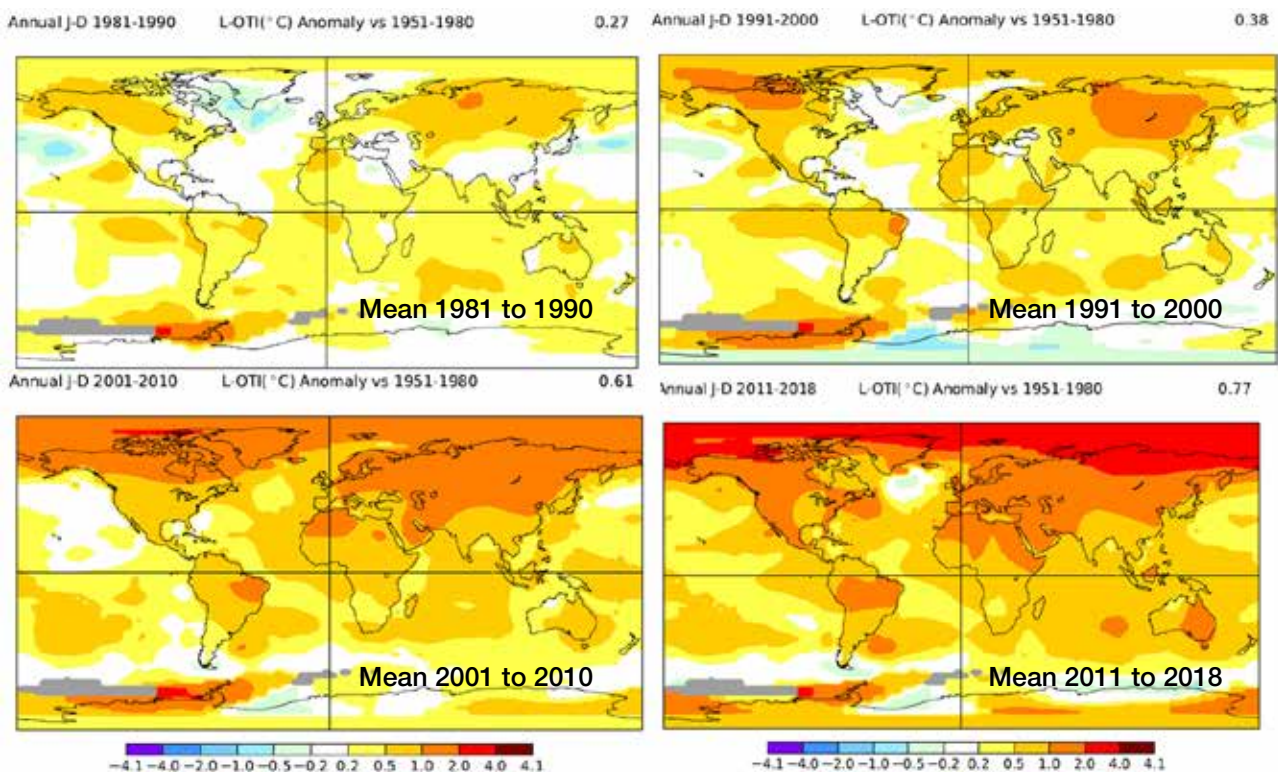 Annual J-D 1981-1990 L-OTI(°C) Anomaly vs 1951-1980 0.27
Annual J-D 1991-2000 L-OTI(°C) Anomaly vs 1951-1980 0.38
Mean 1981 to 1990
Mean 1991 to 2000
Annual J-D 2001-2010 L-OTI(°C) Anomaly vs 1951-1980 0.61
Annual J-D 2011-2018 L-OTI(°C) Anomaly vs 1951-1980 0.77
Mean 2001 to 2010
Mean 2011 to 2018
−4.1 −4.0 −2.0 −1.0 −0.5 −0.2 0.2 0.5 1.0 2.0 4.0 4.1
−4.1 −4.0 −2.0 −1.0 −0.5 −0.2 0.2 0.5 1.0 2.0 4.0 4.1